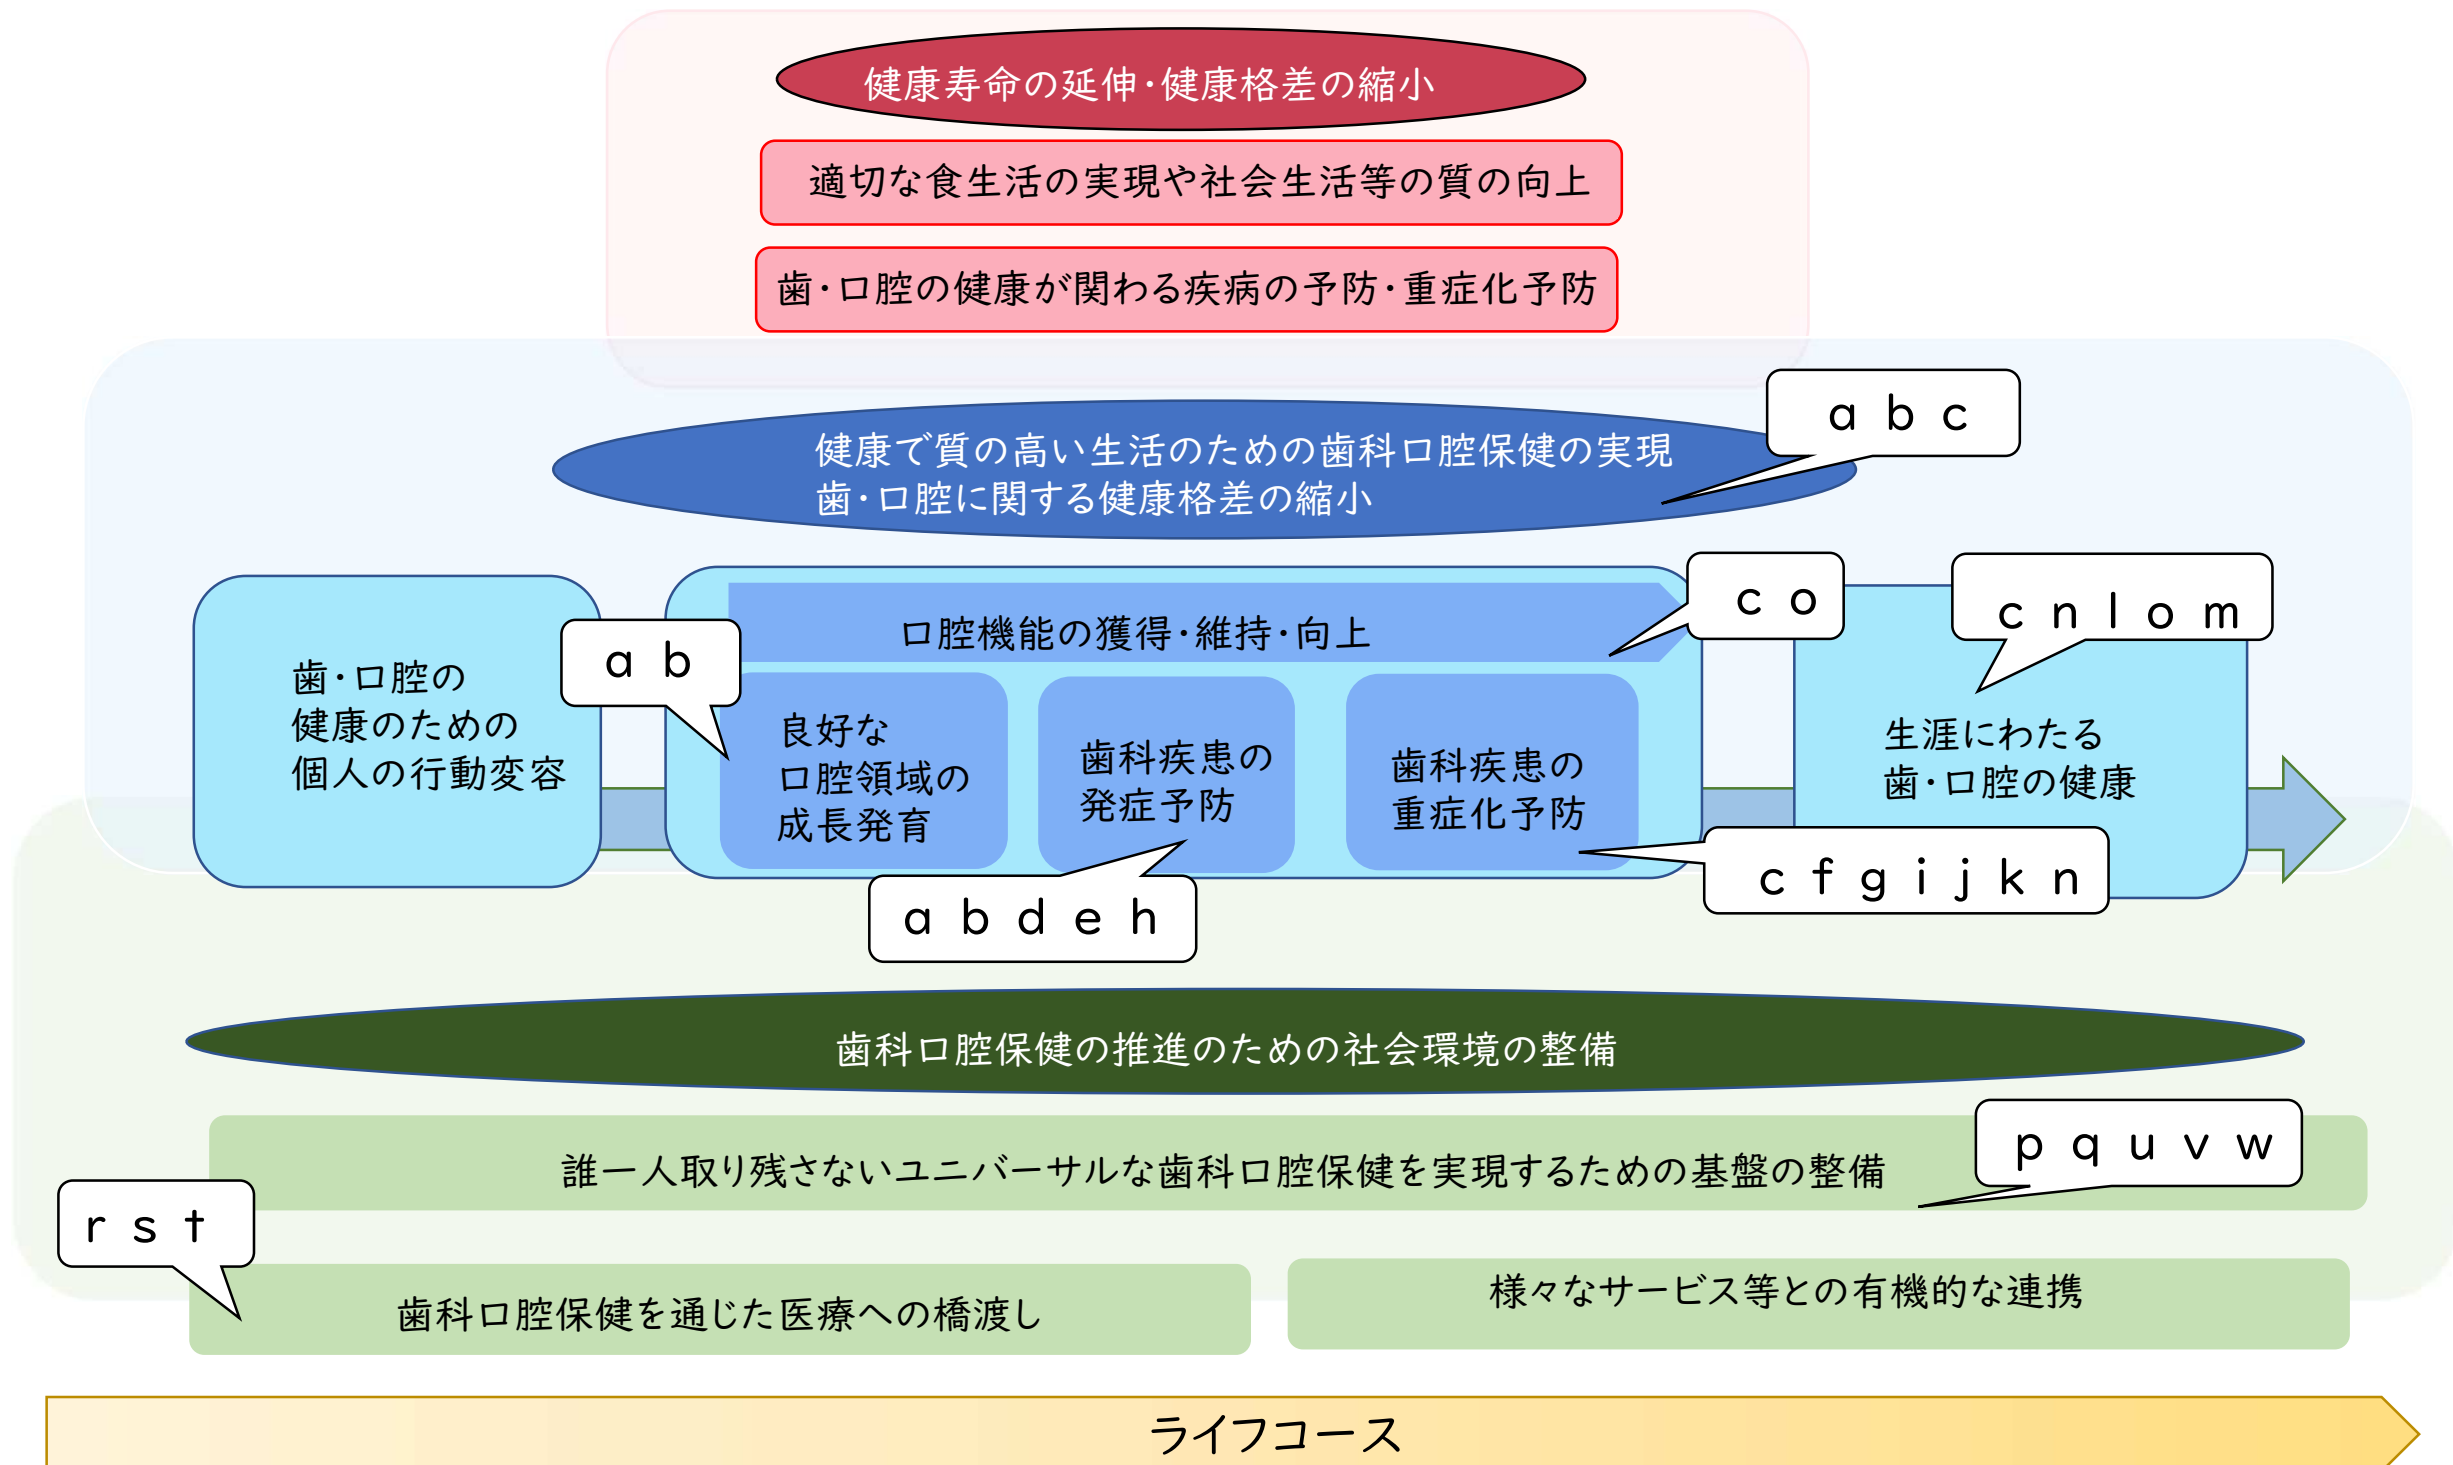 健康寿命の延伸・健康格差の縮小
適切な食生活の実現や社会生活等の質の向上
歯・口腔の健康が関わる疾病の予防・重症化予防
a b c
健康で質の高い生活のための歯科口腔保健の実現
歯・口腔に関する健康格差の縮小
c o
c n l o m
口腔機能の獲得・維持・向上
a b
歯・口腔の
健康のための
個人の行動変容
良好な
口腔領域の
成長発育
歯科疾患の
発症予防
歯科疾患の
重症化予防
生涯にわたる
歯・口腔の健康
c f g i j k n
a b d e h
歯科口腔保健の推進のための社会環境の整備
p q u v w
誰一人取り残さないユニバーサルな歯科口腔保健を実現するための基盤の整備
r s t
歯科口腔保健を通じた医療への橋渡し
様々なサービス等との有機的な連携
ライフコース